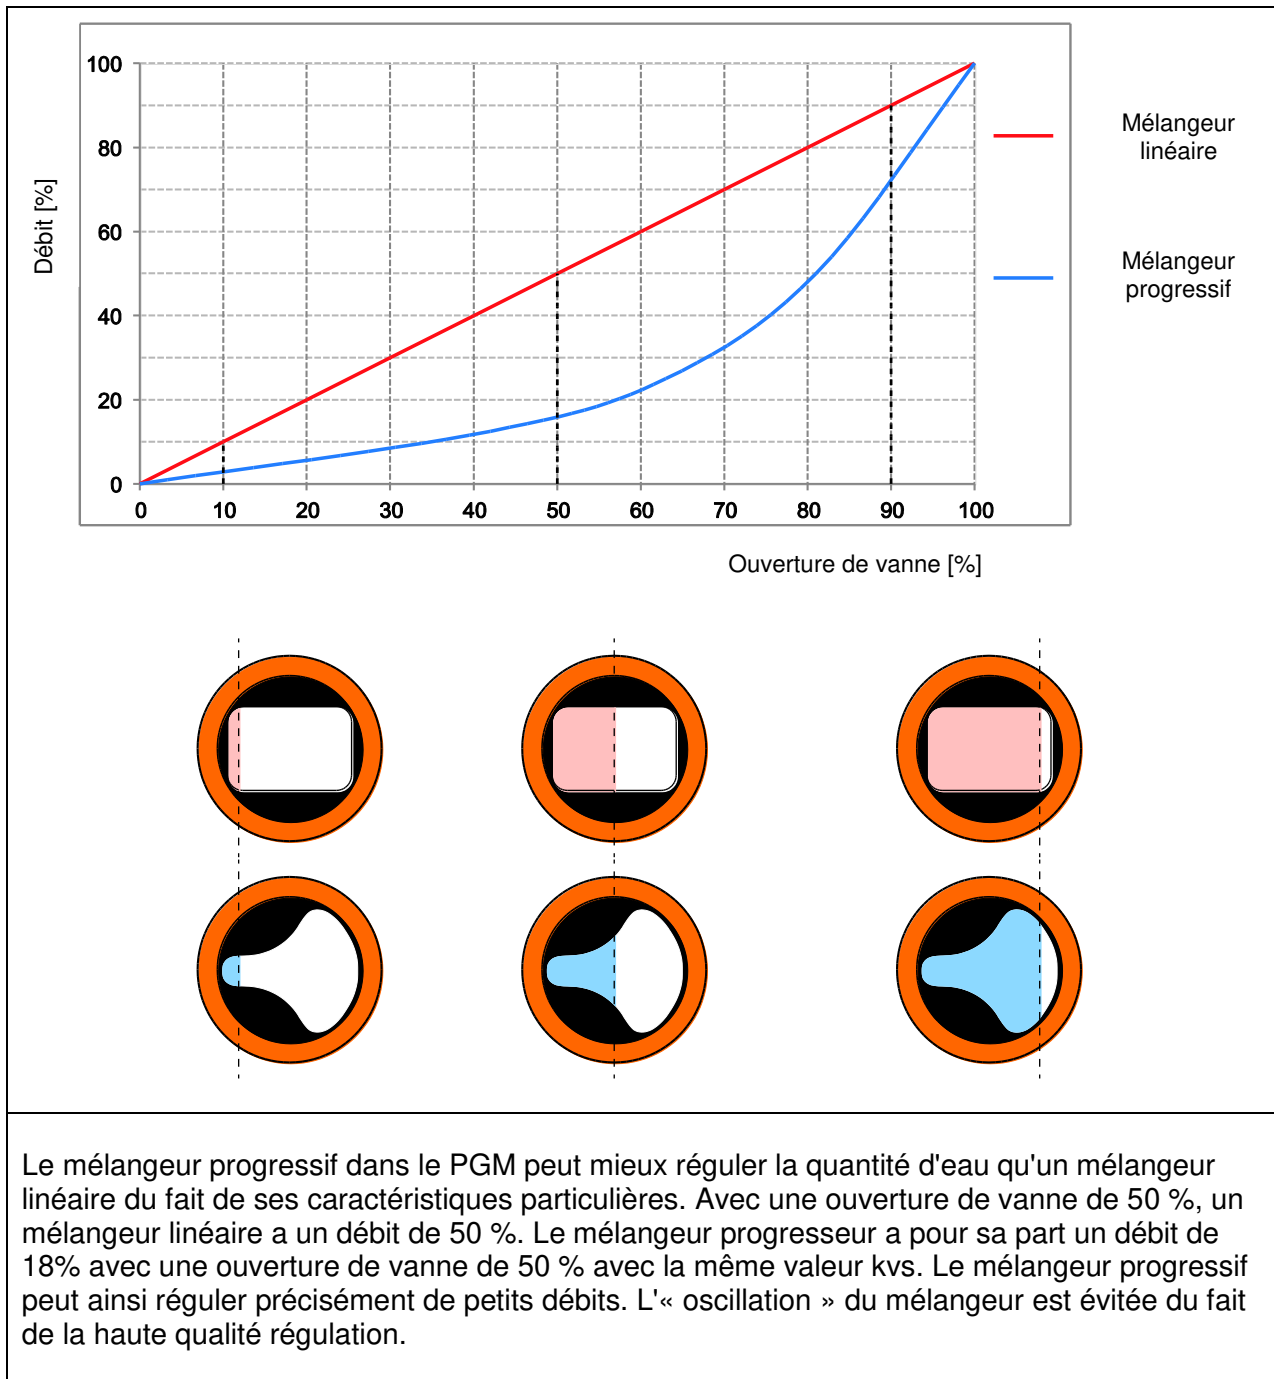 100
80
60
40
20
0
Débit [%]
0 10 20 30 40 50 60 70 80 90 100
Ouverture de vanne [%]
Mélangeur
linéaire
Mélangeur
progressif
Le mélangeur progressif dans le PGM peut mieux réguler la quantité d'eau qu'un mélangeur
linéaire du fait de ses caractéristiques particulières. Avec une ouverture de vanne de 50 %, un
mélangeur linéaire a un débit de 50 %. Le mélangeur progresseur a pour sa part un débit de
18% avec une ouverture de vanne de 50 % avec la même valeur kvs. Le mélangeur progressif
peut ainsi réguler précisément de petits débits. L'« oscillation » du mélangeur est évitée du fait
de la haute qualité régulation.